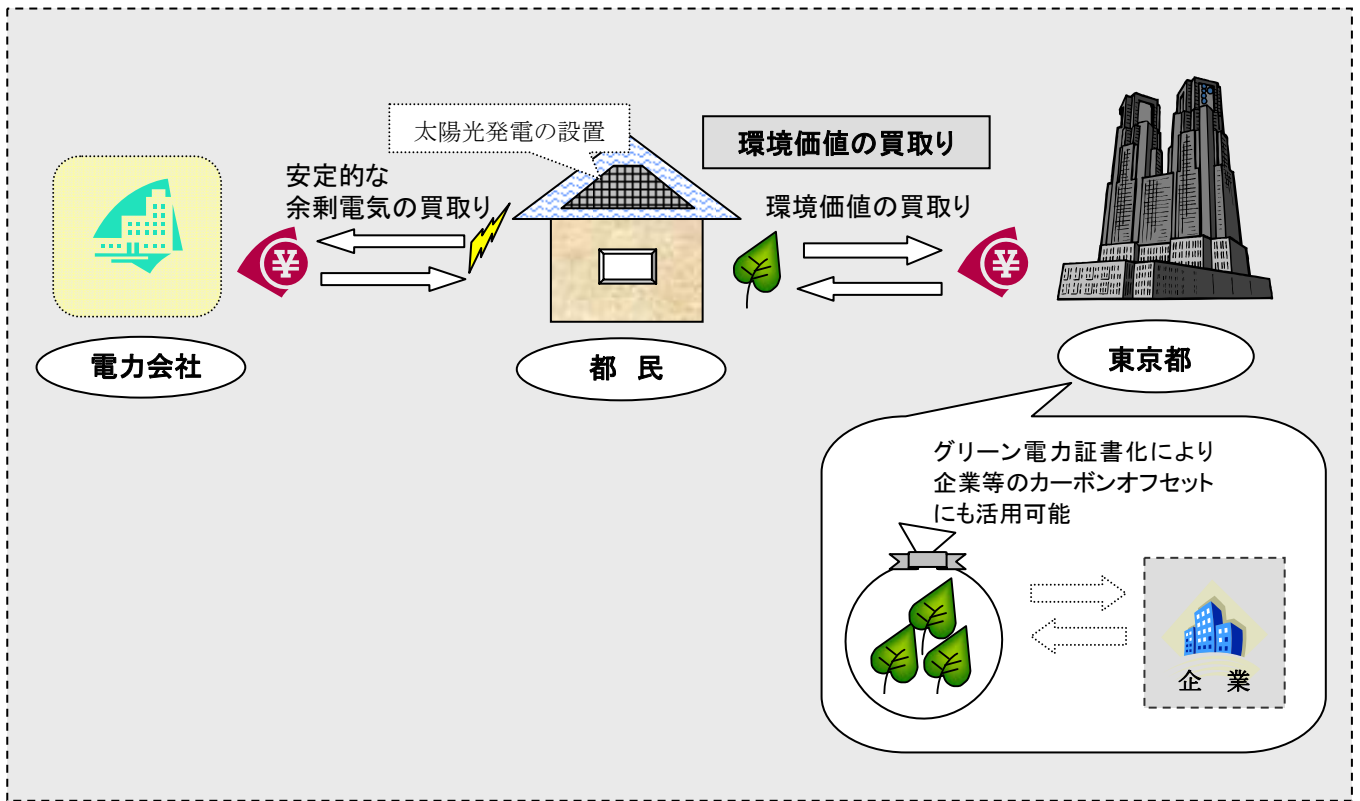 太陽光発電の設置
環境価値の買取り
安定的な
余剰電気の買取り
環境価値の買取り
¥
¥
電力会社
都 民
東京都
グリーン電力証書化により
企業等のカーボンオフセット
にも活用可能
企 業